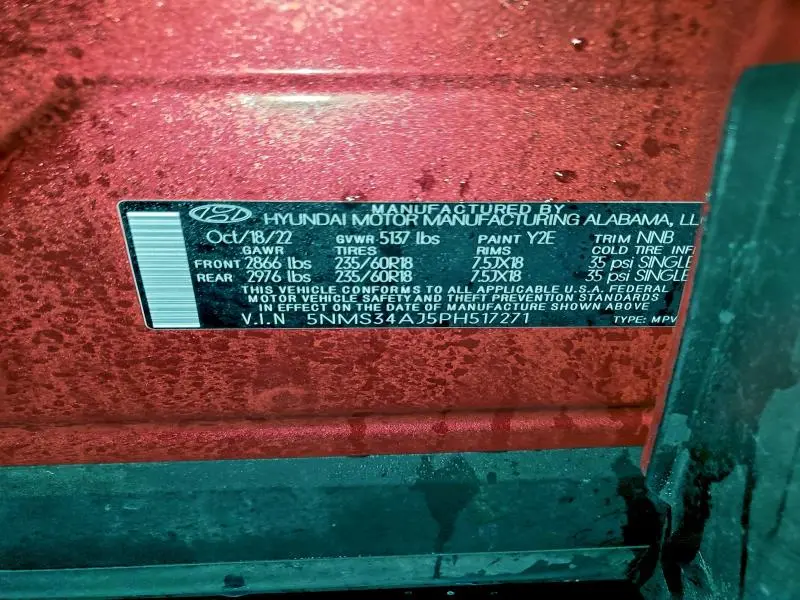 MANUFACTURED BY
HYUNDAI MOTOR MANUFACTURING ALABAMA,
Oct/18/22 GVWR 5137 lbs PAINT Y2E TRIM NNB
GAWR TIRES RIMS COLD TIRE INF
FRONT 2866 lbs 235/60R18 7.5JX18 35 psi SINGLE
REAR 2976 lbs 235/60R18 7.5JX18 35 psi SINGLE
THIS VEHICLE CONFORMS TO ALL APPLICABLE U.S.A. FEDERAL
MOTOR VEHICLE SAFETY AND THEFT PREVENTION STANDARDS
IN EFFECT ON THE DATE OF MANUFACTURE SHOWN ABOVE
V.I.N 5NMS34AJ5PH517271 TYPE: MPV